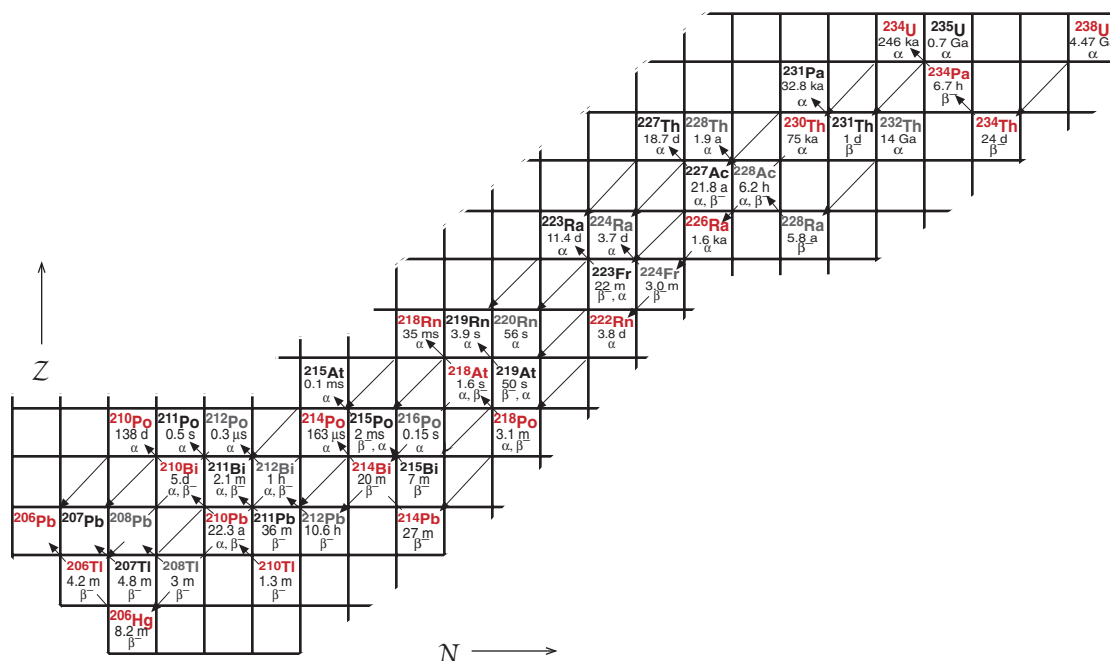 234U
246 ka
α
235U
0.7 Ga
α
238U
4.47 G
α
231Pa
32.8 ka
α
234Pa
6.7 h
β−
227Th
18.7 d
α
228Th
1.9 a
α
230Th
75 ka
α
231Th
1 d
β−
232Th
14 Ga
α
234Th
24 d
β−
227Ac
21.8 a
α, β−
228Ac
6.2 h
α, β−
223Ra
11.4 d
α
224Ra
3.7 d
α
226Ra
1.6 ka
α
228Ra
5.8 a
β−
223Fr
22 m
β−, α
224Fr
3.0 m
β−
218Rn
35 ms
α
219Rn
3.9 s
α
220Rn
56 s
α
222Rn
3.8 d
α
215At
0.1 ms
α
218At
1.6 s
α, β−
219At
50 s
β−, α
210Po
138 d
α
211Po
0.5 s
α
212Po
0.3 µs
α
214Po
163 µs
α
215Po
2 ms
β−, α
216Po
0.15 s
α
218Po
3.1 m
α, β−
210Bi
5.d
α, β−
211Bi
2.1 m
α, β−
212Bi
1 h
α, β−
214Bi
20 m
β−
215Bi
7 m
β−
206Pb
207Pb
208Pb
210Pb
22.3 a
α, β−
211Pb
36 m
β−
212Pb
10.6 h
β−
214Pb
27 m
β−
206Tl
4.2 m
β−
207Tl
4.8 m
β−
208Tl
3 m
β−
210Tl
1.3 m
β−
206Hg
8.2 m
β−
Z
N